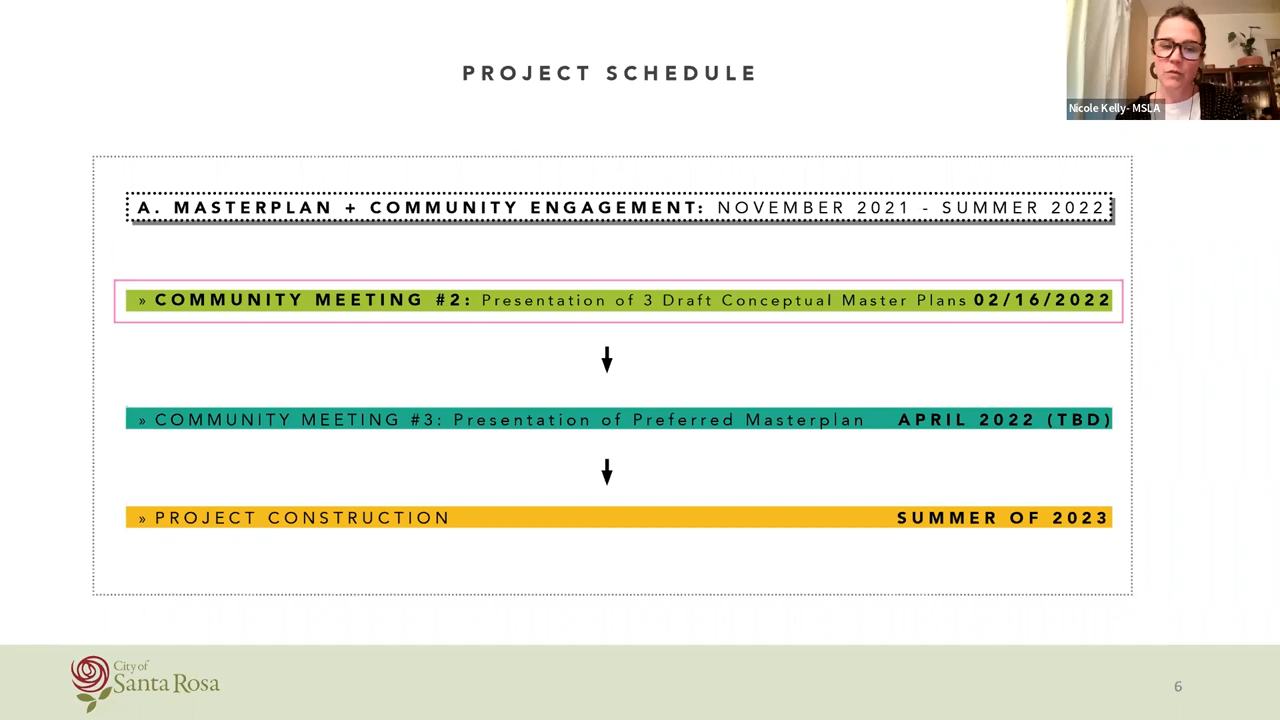 PROJECT SCHEDULE
Nicole Kelly- MSLA
A. MASTERPLAN + COMMUNITY ENGAGEMENT: NOVEMBER 2021 - SUMMER 2022
» COMMUNITY MEETING #2: Presentation of 3 Draft Conceptual Master Plans 02/16/2022
» COMMUNITY MEETING #3: Presentation of Preferred Masterplan APRIL 2022 (TBD)
» PROJECT CONSTRUCTION SUMMER OF 2023
City of
Santa Rosa
6